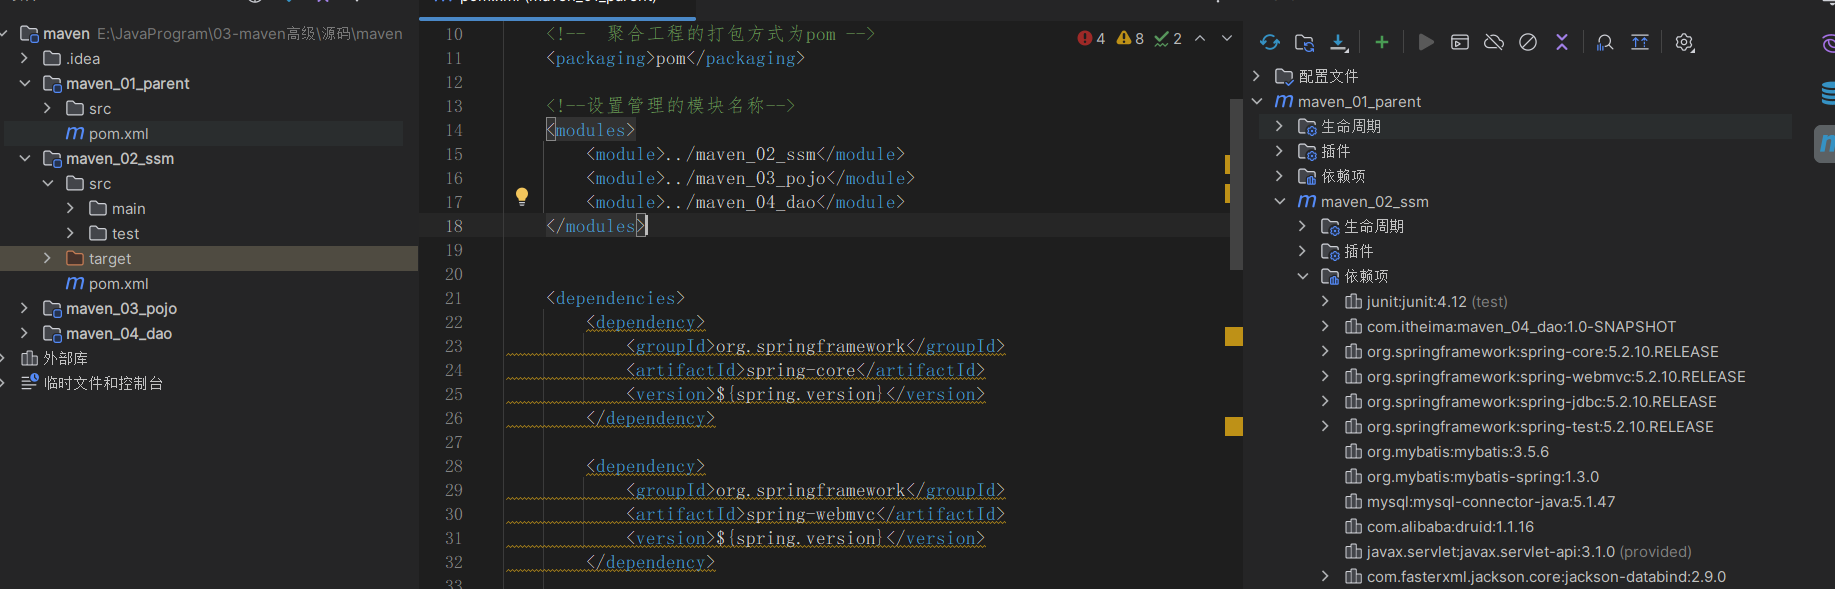 maven E:\JavaProgram\03-maven高级\源码\maven
.idea
maven_01_parent
src
pom.xml
maven_02_ssm
src
main
test
target
pom.xml
maven_03_pojo
maven_04_dao
外部库
临时文件和控制台
10 <!-- 聚合工程的打包方式为pom -->
11 <packaging>pom</packaging>
12
13 <!--设置管理的模块名称-->
14 <modules>
15 <module>../maven_02_ssm</module>
16 <module>../maven_03_pojo</module>
17 <module>../maven_04_dao</module>
18 </modules>
19
20
21 <dependencies>
22 <dependency>
23 <groupId>org.springframework</groupId>
24 <artifactId>spring-core</artifactId>
25 <version>${spring.version}</version>
26 </dependency>
27
28 <dependency>
29 <groupId>org.springframework</groupId>
30 <artifactId>spring-webmvc</artifactId>
31 <version>${spring.version}</version>
32 </dependency>
33
4 8 2
配置文件
maven_01_parent
生命周期
插件
依赖项
maven_02_ssm
生命周期
插件
依赖项
junit:junit:4.12 (test)
com.itheima:maven_04_dao:1.0-SNAPSHOT
org.springframework:spring-core:5.2.10.RELEASE
org.springframework:spring-webmvc:5.2.10.RELEASE
org.springframework:spring-jdbc:5.2.10.RELEASE
org.springframework:spring-test:5.2.10.RELEASE
org.mybatis:mybatis:3.5.6
org.mybatis:mybatis-spring:1.3.0
mysql:mysql-connector-java:5.1.47
com.alibaba:druid:1.1.16
javax.servlet:javax.servlet-api:3.1.0 (provided)
com.fasterxml.jackson.core:jackson-databind:2.9.0